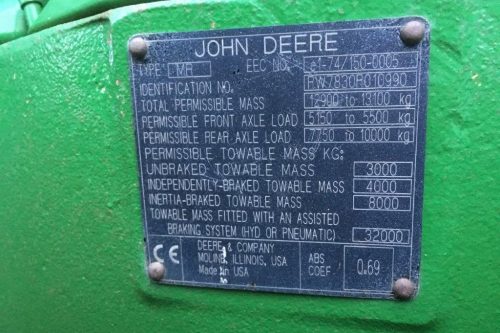 JOHN DEERE
TYPE LMR EEC NO. e1-74/150-0005
IDENTIFICATION NO. RW7830P010990
TOTAL PERMISSIBLE MASS 12900 to 13100 kg
PERMISSIBLE FRONT AXLE LOAD 5150 to 5500 kg
PERMISSIBLE REAR AXLE LOAD 7750 to 10000 kg
PERMISSIBLE TOWABLE MASS KG:
UNBRAKED TOWABLE MASS 3000
INDEPENDENTLY-BRAKED TOWABLE MASS 4000
INERTIA-BRAKED TOWABLE MASS 8000
TOWABLE MASS FITTED WITH AN ASSISTED
BRAKING SYSTEM (HYD OR PNEUMATIC) 32000
CE
DEERE & COMPANY
MOLINE, ILLINOIS, USA
Made in USA
ABS
COEF 0.69